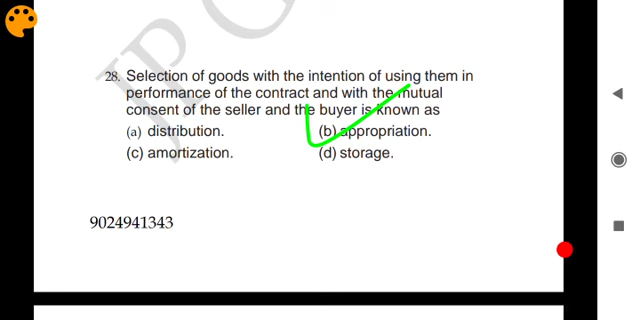 JPC
28. Selection of goods with the intention of using them in
performance of the contract and with the mutual
consent of the seller and the buyer is known as
(a) distribution. (b) appropriation.
(c) amortization. (d) storage.
9024941343